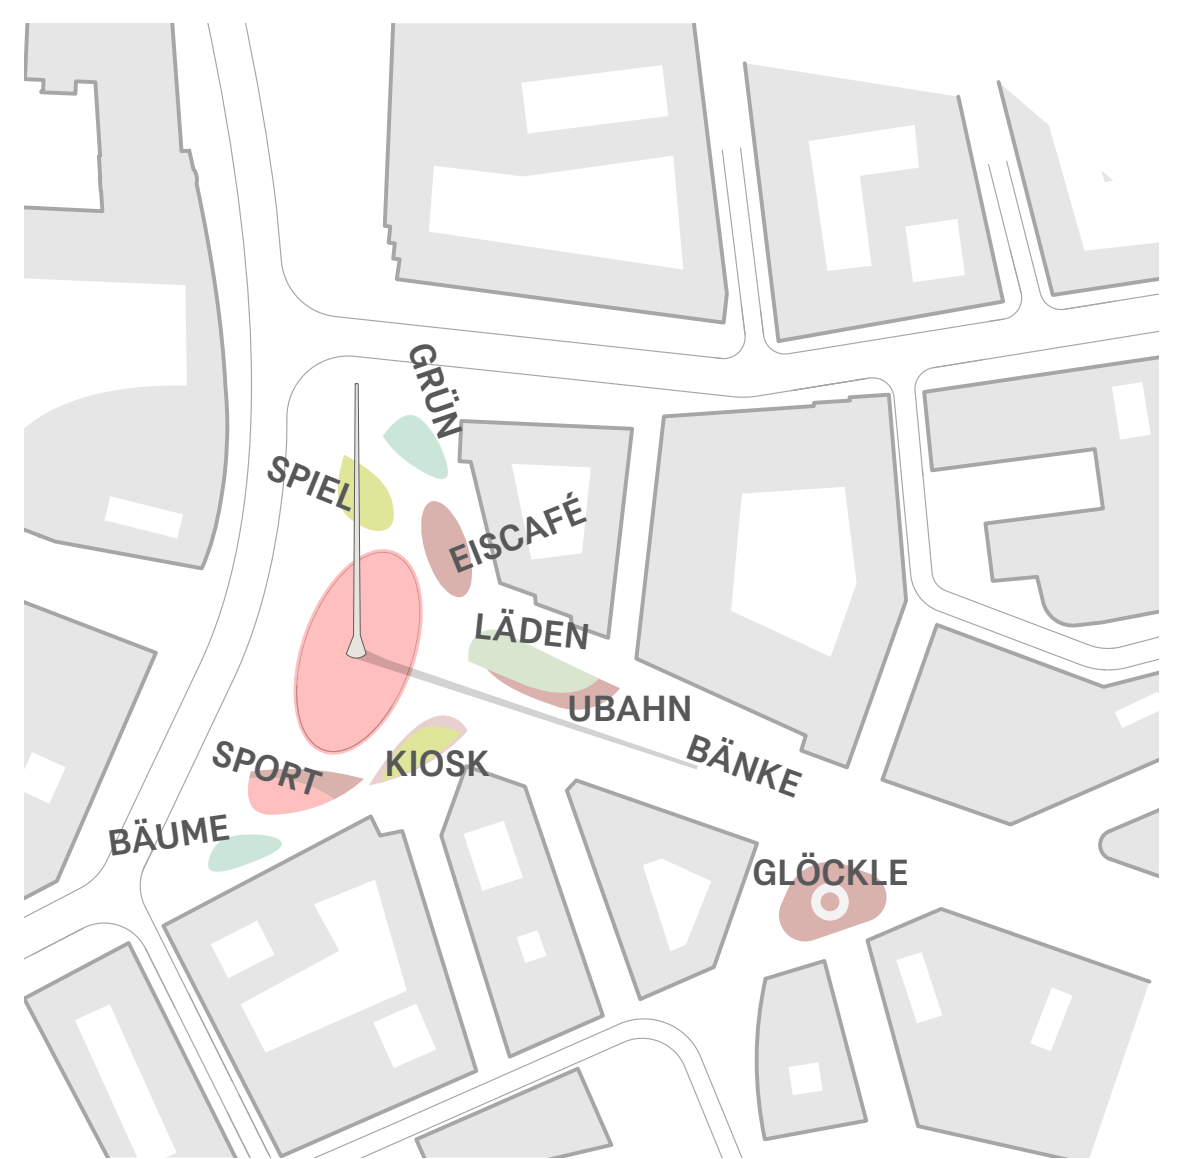 GRÜN
SPIEL
EISCAFÉ
LÄDEN
UBAHN
BÄNKE
KIOSK
SPORT
BÄUME
GLÖCKLE